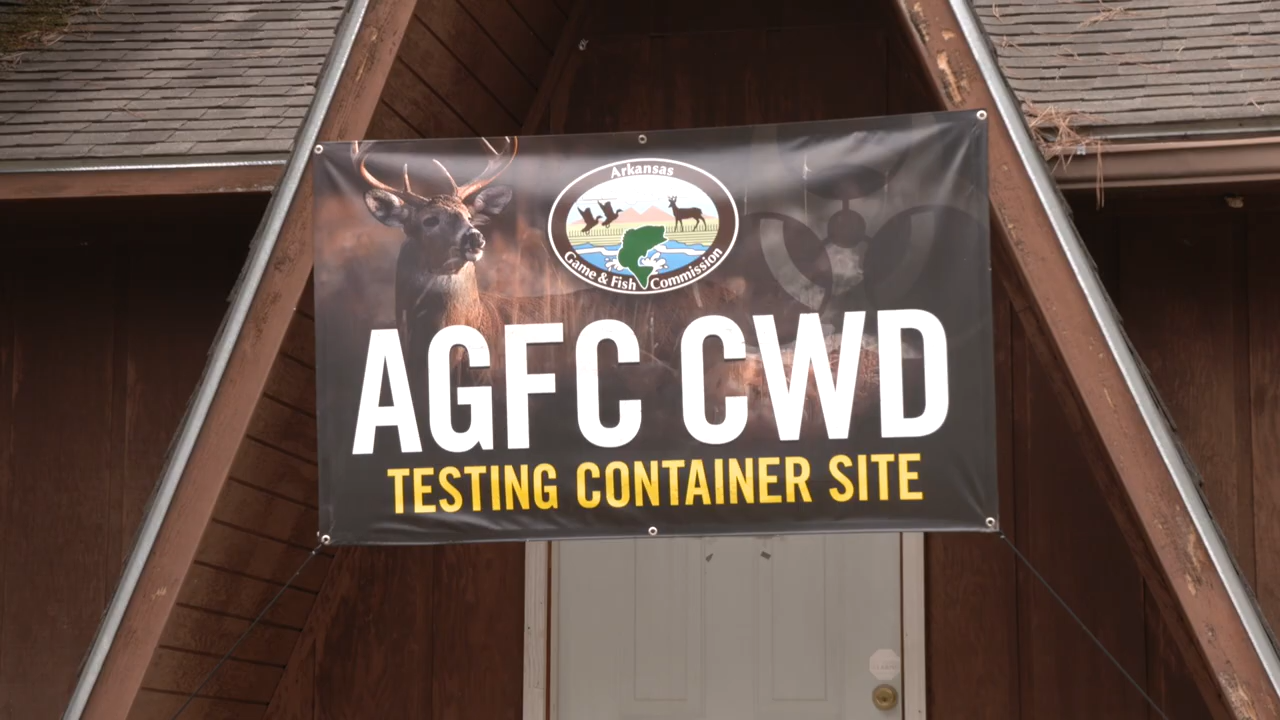 Arkansas
Game & Fish Commission
AGFC CWD
TESTING CONTAINER SITE